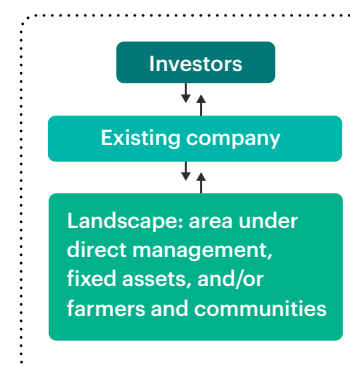 Investors
Existing company
Landscape: area under
direct management,
fixed assets, and/or
farmers and communities